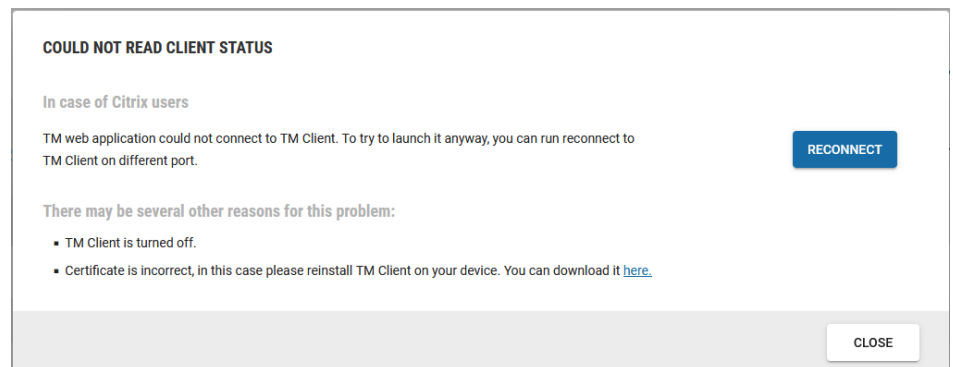 COULD NOT READ CLIENT STATUS
In case of Citrix users
TM web application could not connect to TM Client. To try to launch it anyway, you can run reconnect to
TM Client on different port.
RECONNECT
There may be several other reasons for this problem:
▪ TM Client is turned off.
▪ Certificate is incorrect, in this case please reinstall TM Client on your device. You can download it here.
CLOSE